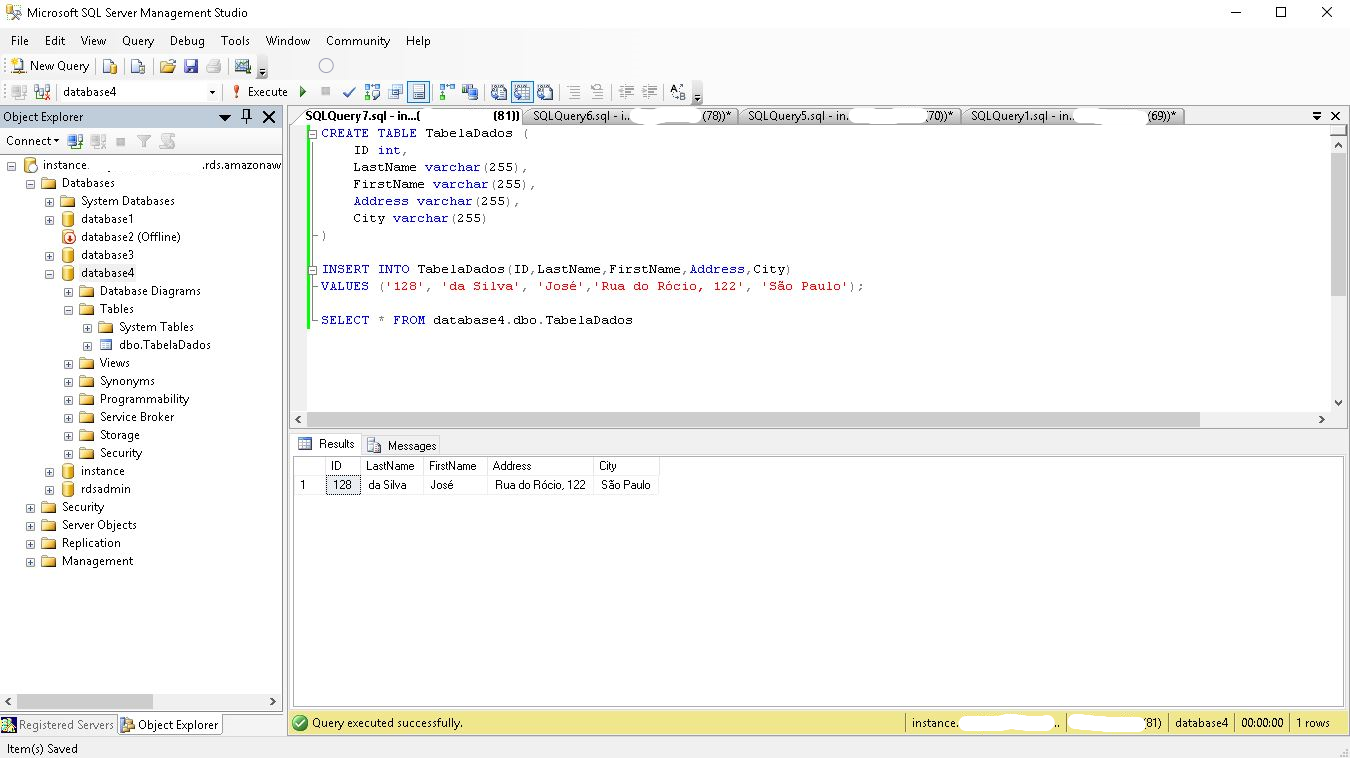 Microsoft SQL Server Management Studio
File Edit View Query Debug Tools Window Community Help
New Query
database4 Execute
Object Explorer
Connect
instance. .rds.amazonaw
Databases
System Databases
database1
database2 (Offline)
database3
database4
Database Diagrams
Tables
System Tables
dbo.TabelaDados
Views
Synonyms
Programmability
Service Broker
Storage
Security
instance
rdsadmin
Security
Server Objects
Replication
Management
Registered Servers Object Explorer
SQLQuery7.sql - in...( (81)) SQLQuery6.sql - i.. (78))* SQLQuery5.sql - in. 70))* SQLQuery1.sql - in.. (69))*
CREATE TABLE TabelaDados (
ID int,
LastName varchar(255),
FirstName varchar(255),
Address varchar(255),
City varchar(255)
)
INSERT INTO TabelaDados(ID,LastName,FirstName,Address,City)
VALUES ('128', 'da Silva', 'José','Rua do Rócio, 122', 'São Paulo');
SELECT * FROM database4.dbo.TabelaDados
Results Messages
ID LastName FirstName Address City
1 128 da Silva José Rua do Rócio, 122 São Paulo
Query executed successfully. instance. .. (81) database4 00:00:00 1 rows
Item(s) Saved